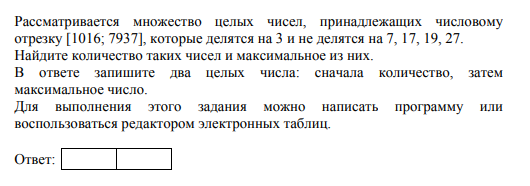 Рассматривается множество целых чисел, принадлежащих числовому
отрезку [1016; 7937], которые делятся на 3 и не делятся на 7, 17, 19, 27.
Найдите количество таких чисел и максимальное из них.
В ответе запишите два целых числа: сначала количество, затем
максимальное число.
Для выполнения этого задания можно написать программу или
воспользоваться редактором электронных таблиц.
Ответ: